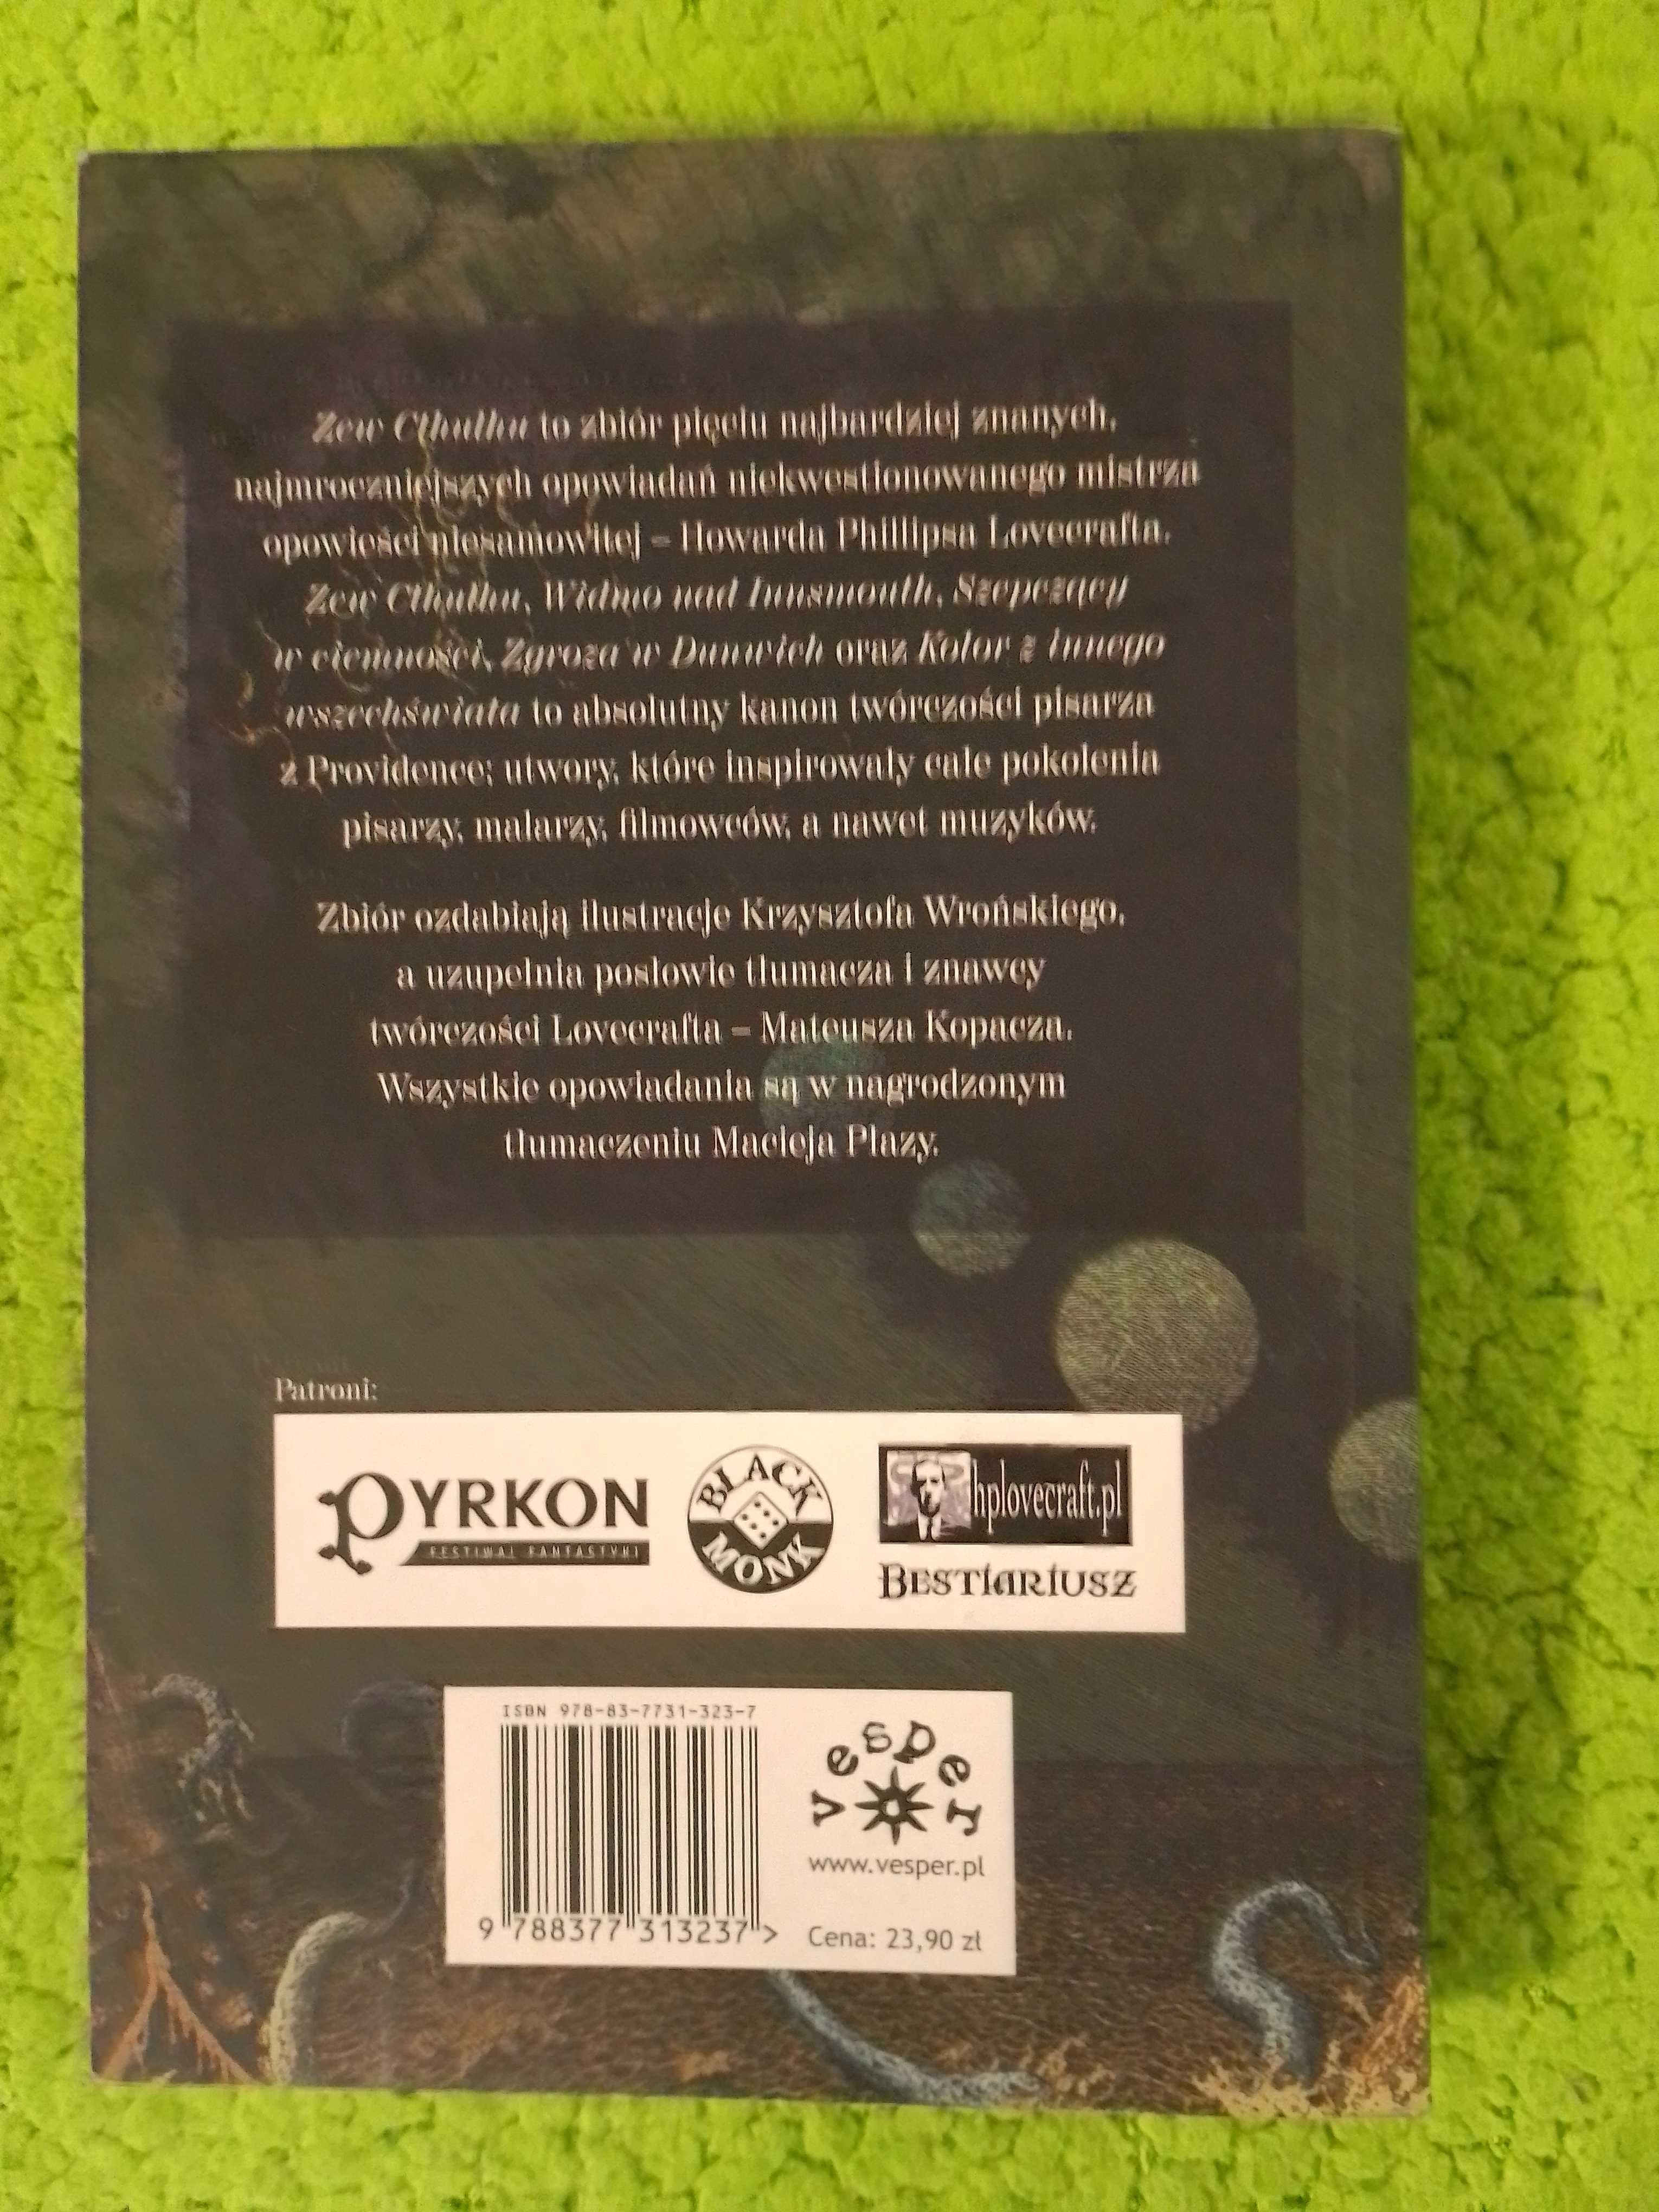 Zew Cthulhu to zbiór pięciu najbardziej znanych,
najmroczniejszych opowiadań niekwestionowanego mistrza
opowieści niesamowitej – Howarda Phillipsa Lovecrafta.
Zew Cthulhu, Widmo nad Innsmouth, Szepczący
w ciemności, Zgroza w Dunwich oraz Kolor z innego
wszechświata to absolutny kanon twórczości pisarza
z Providence; utwory, które inspirowały całe pokolenia
pisarzy, malarzy, filmowców, a nawet muzyków.
Zbiór ozdabiają ilustracje Krzysztofa Wrońskiego,
a uzupełnia posłowie tłumacza i znawcy
twórczości Lovecrafta – Mateusza Kopacza.
Wszystkie opowiadania są w nagrodzonym
tłumaczeniu Macieja Płazy.
Patroni:
PYRKON
FESTIWAL FANTASTYKI
BLACK
MONK
hplovecraft.pl
BESTIARIUSZ
ISBN 978-83-7731-323-7
9 788377 313237 >
vesper
www.vesper.pl
Cena: 23,90 zł